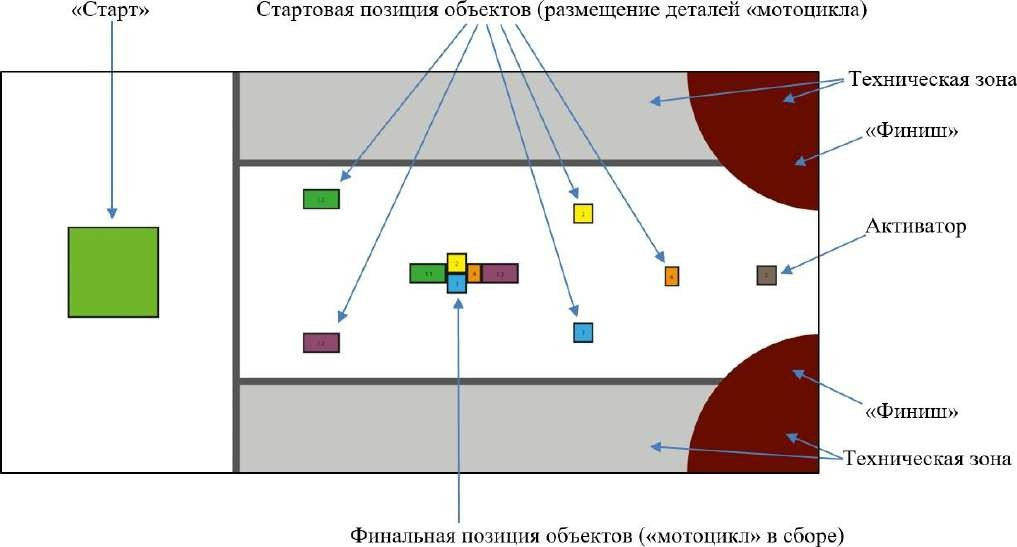 «Старт»
Стартовая позиция объектов (размещение деталей «мотоцикла)
Техническая зона
«Финиш»
Активатор
«Финиш»
Техническая зона
Финальная позиция объектов («мотоцикл» в сборе)